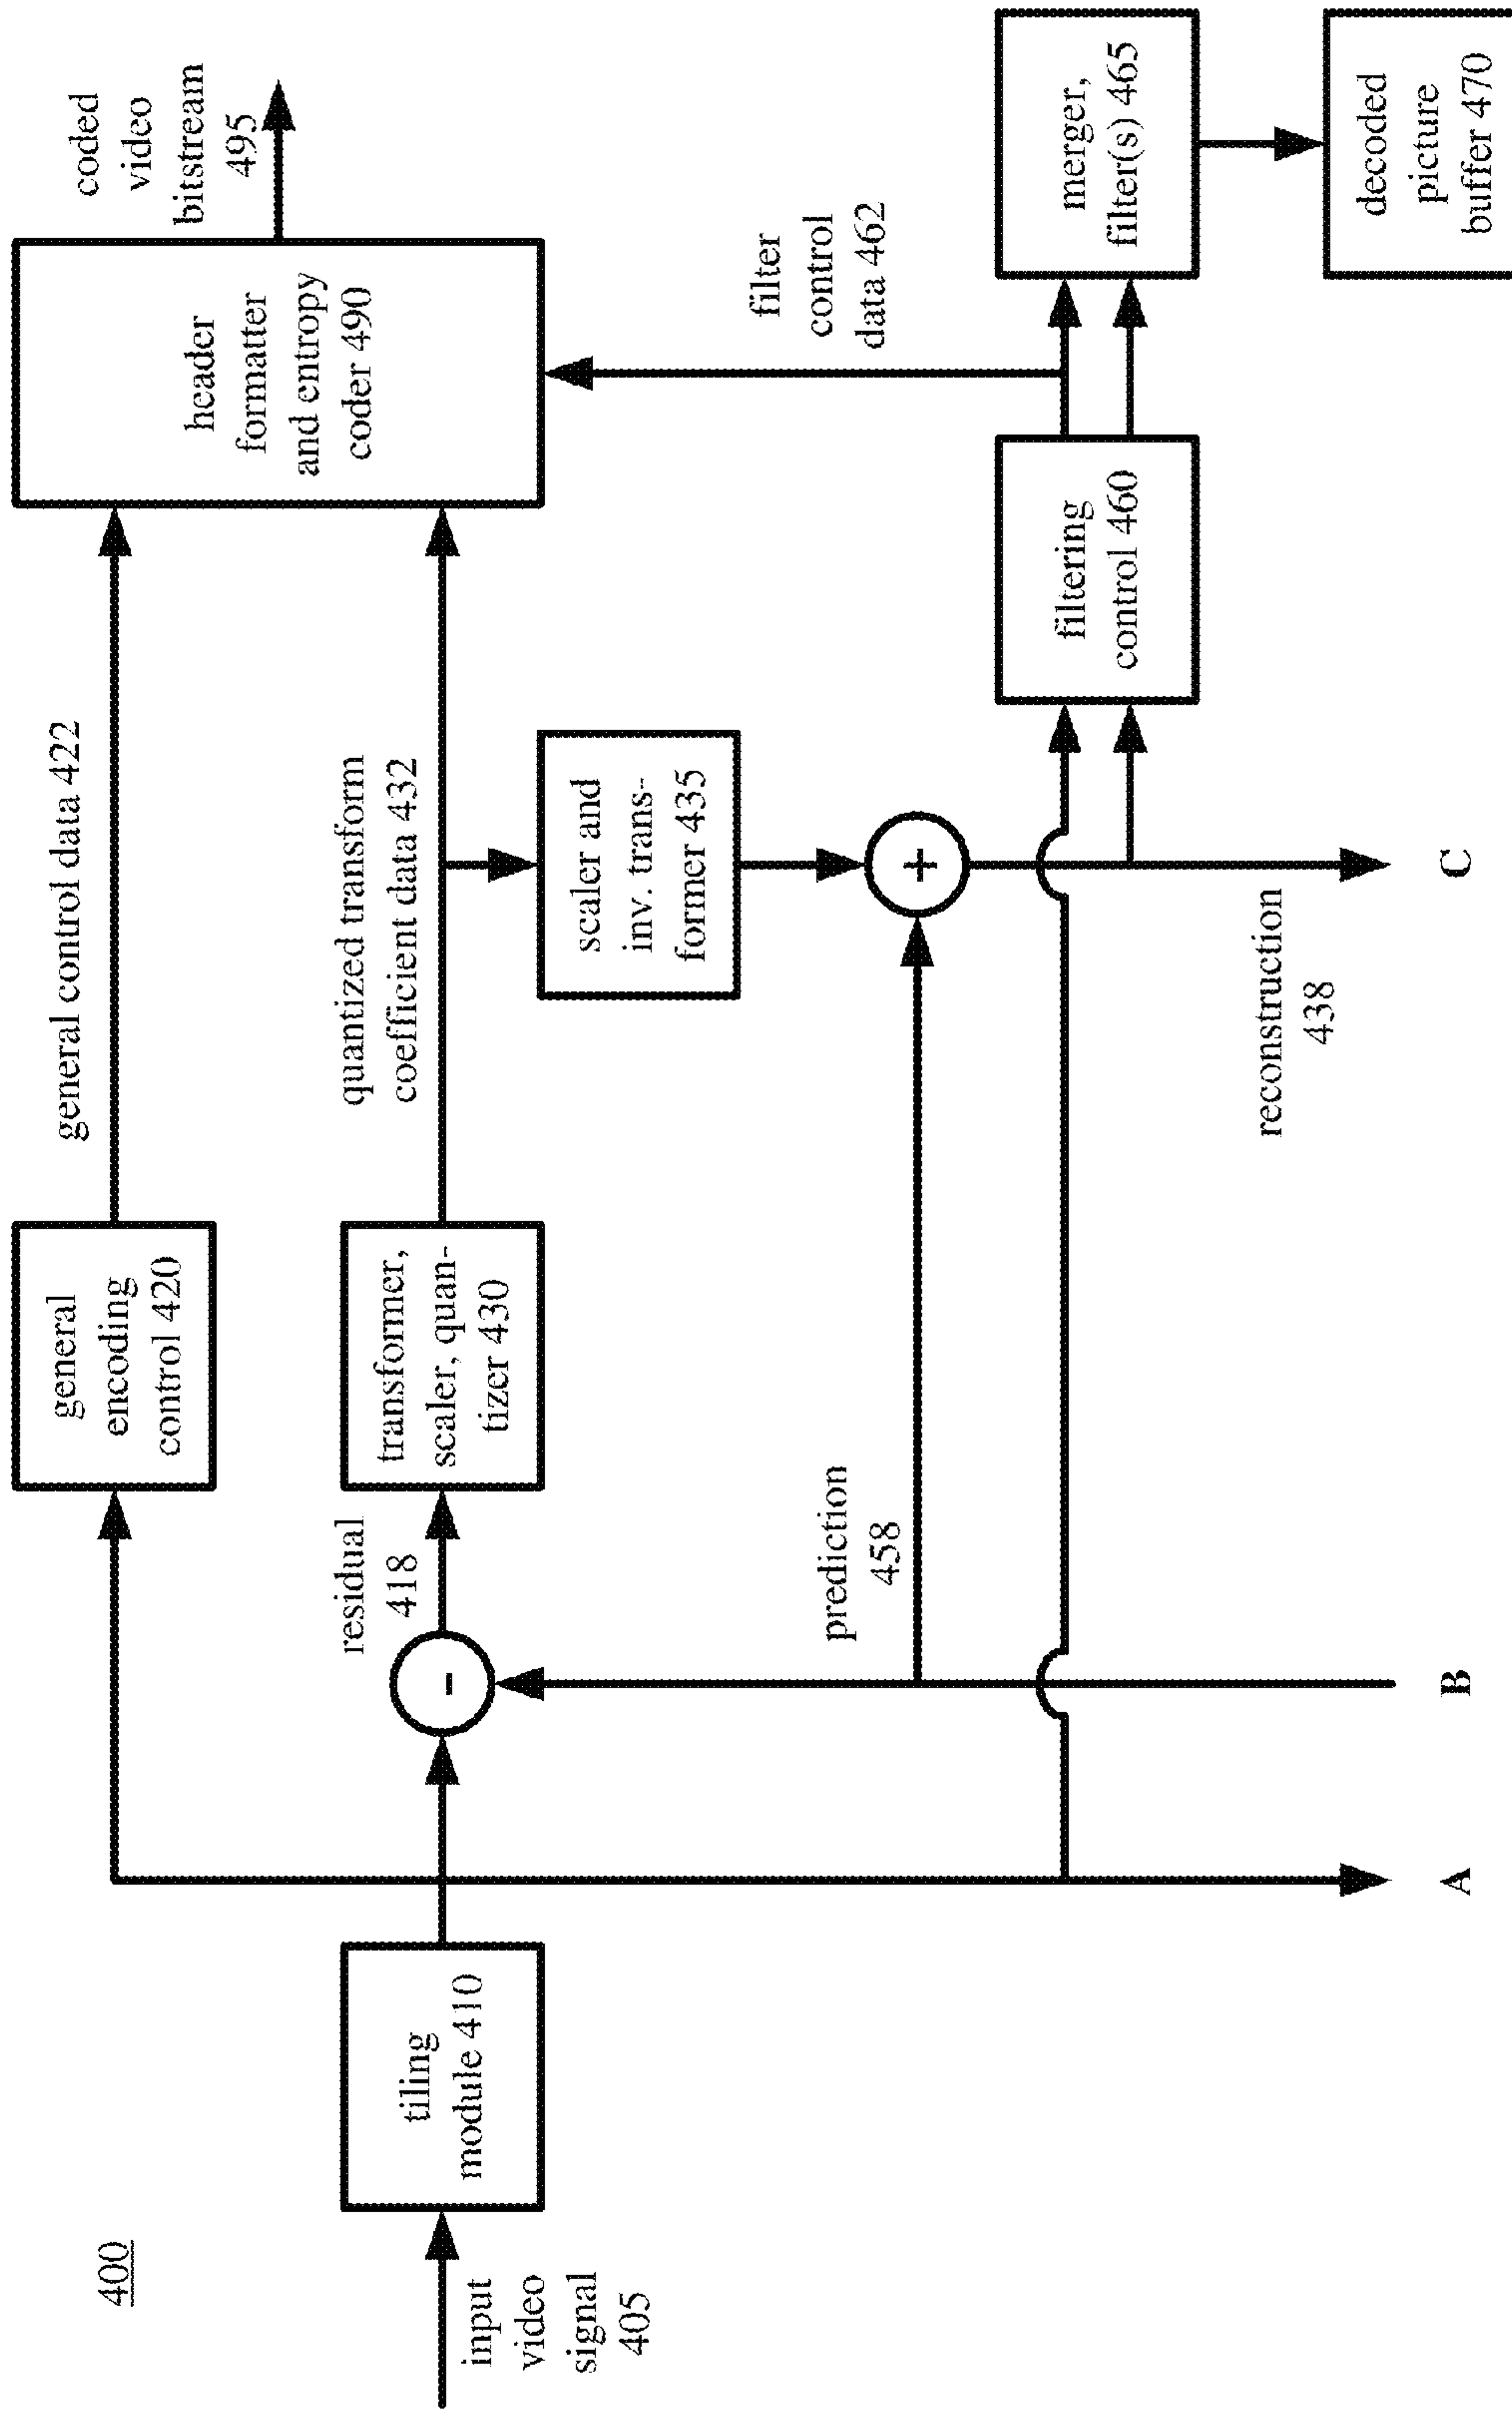 400
input
video
signal
405
tiling
module 410
general
encoding
control 420
general control data 422
residual
418
transformer,
scaler, quan-
tizer 430
quantized transform
coefficient data 432
header
formatter
and entropy
coder 490
coded
video
bitstream
495
scaler and
inv. trans-
former 435
-
+
prediction
458
filter
control
data 462
filtering
control 460
merger,
filter(s) 465
decoded
picture
buffer 470
reconstruction
438
A
B
C